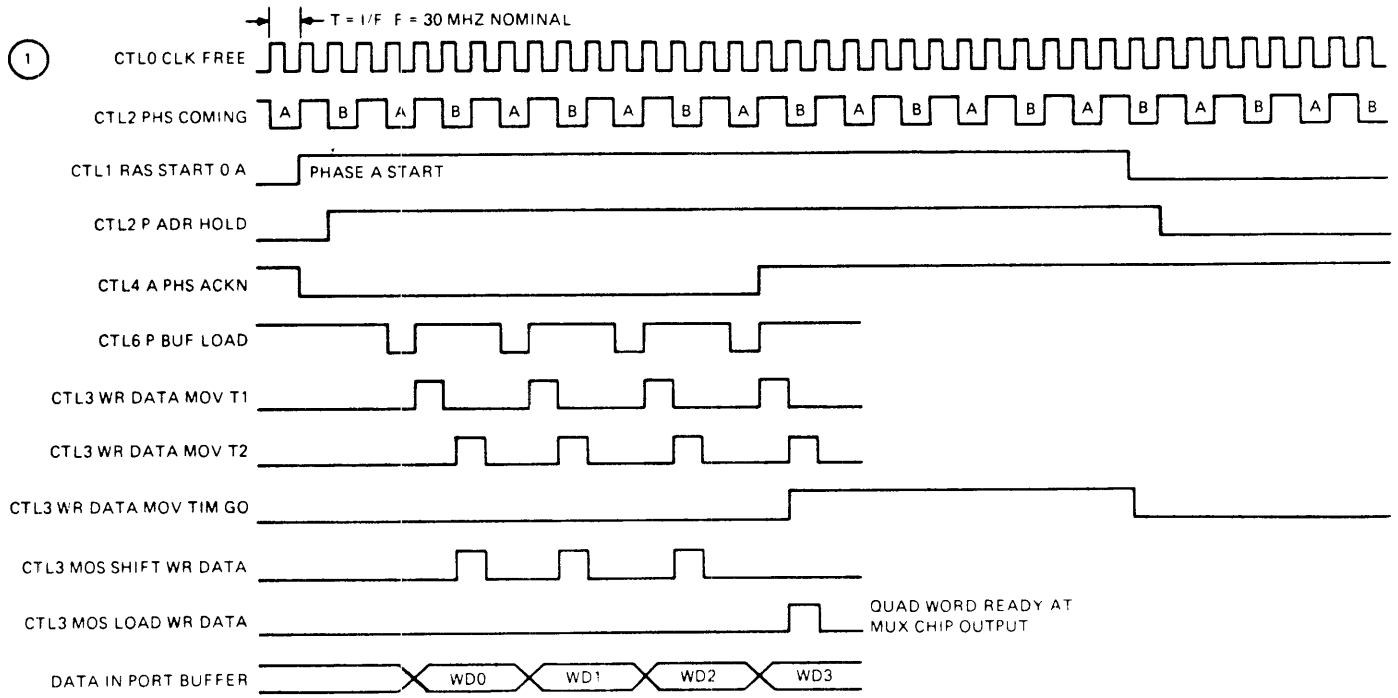 T = 1/F F = 30 MHZ NOMINAL
1 CTL0 CLK FREE
CTL2 PHS COMING A B A B A B A B A B A B A B A B A B A B
CTL1 RAS START 0 A PHASE A START
CTL2 P ADR HOLD
CTL4 A PHS ACKN
CTL6 P BUF LOAD
CTL3 WR DATA MOV T1
CTL3 WR DATA MOV T2
CTL3 WR DATA MOV TIM GO
CTL3 MOS SHIFT WR DATA
CTL3 MOS LOAD WR DATA QUAD WORD READY AT
MUX CHIP OUTPUT
DATA IN PORT BUFFER WD0 WD1 WD2 WD3